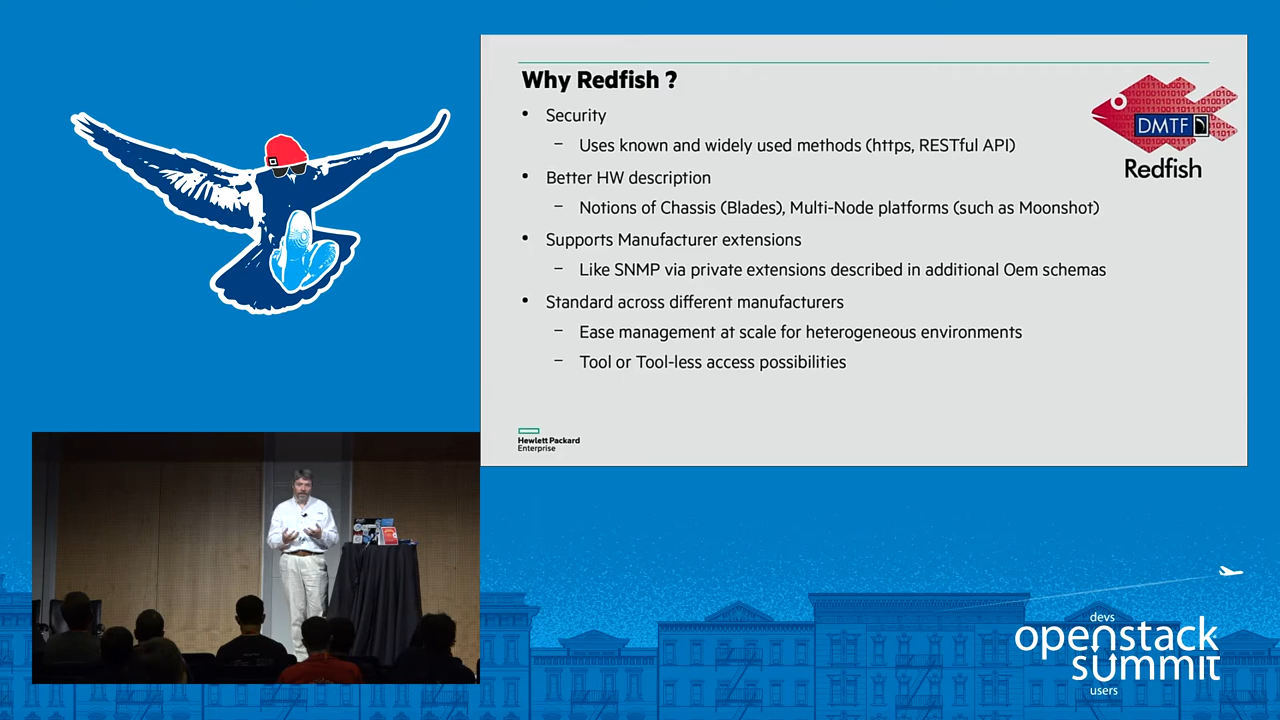 Why Redfish ?
• Security
– Uses known and widely used methods (https, RESTful API)
• Better HW description
– Notions of Chassis (Blades), Multi-Node platforms (such as Moonshot)
• Supports Manufacturer extensions
– Like SNMP via private extensions described in additional Oem schemas
• Standard across different manufacturers
– Ease management at scale for heterogeneous environments
– Tool or Tool-less access possibilities
DMTF
Redfish
Hewlett Packard
Enterprise
devs
openstack
summit
users